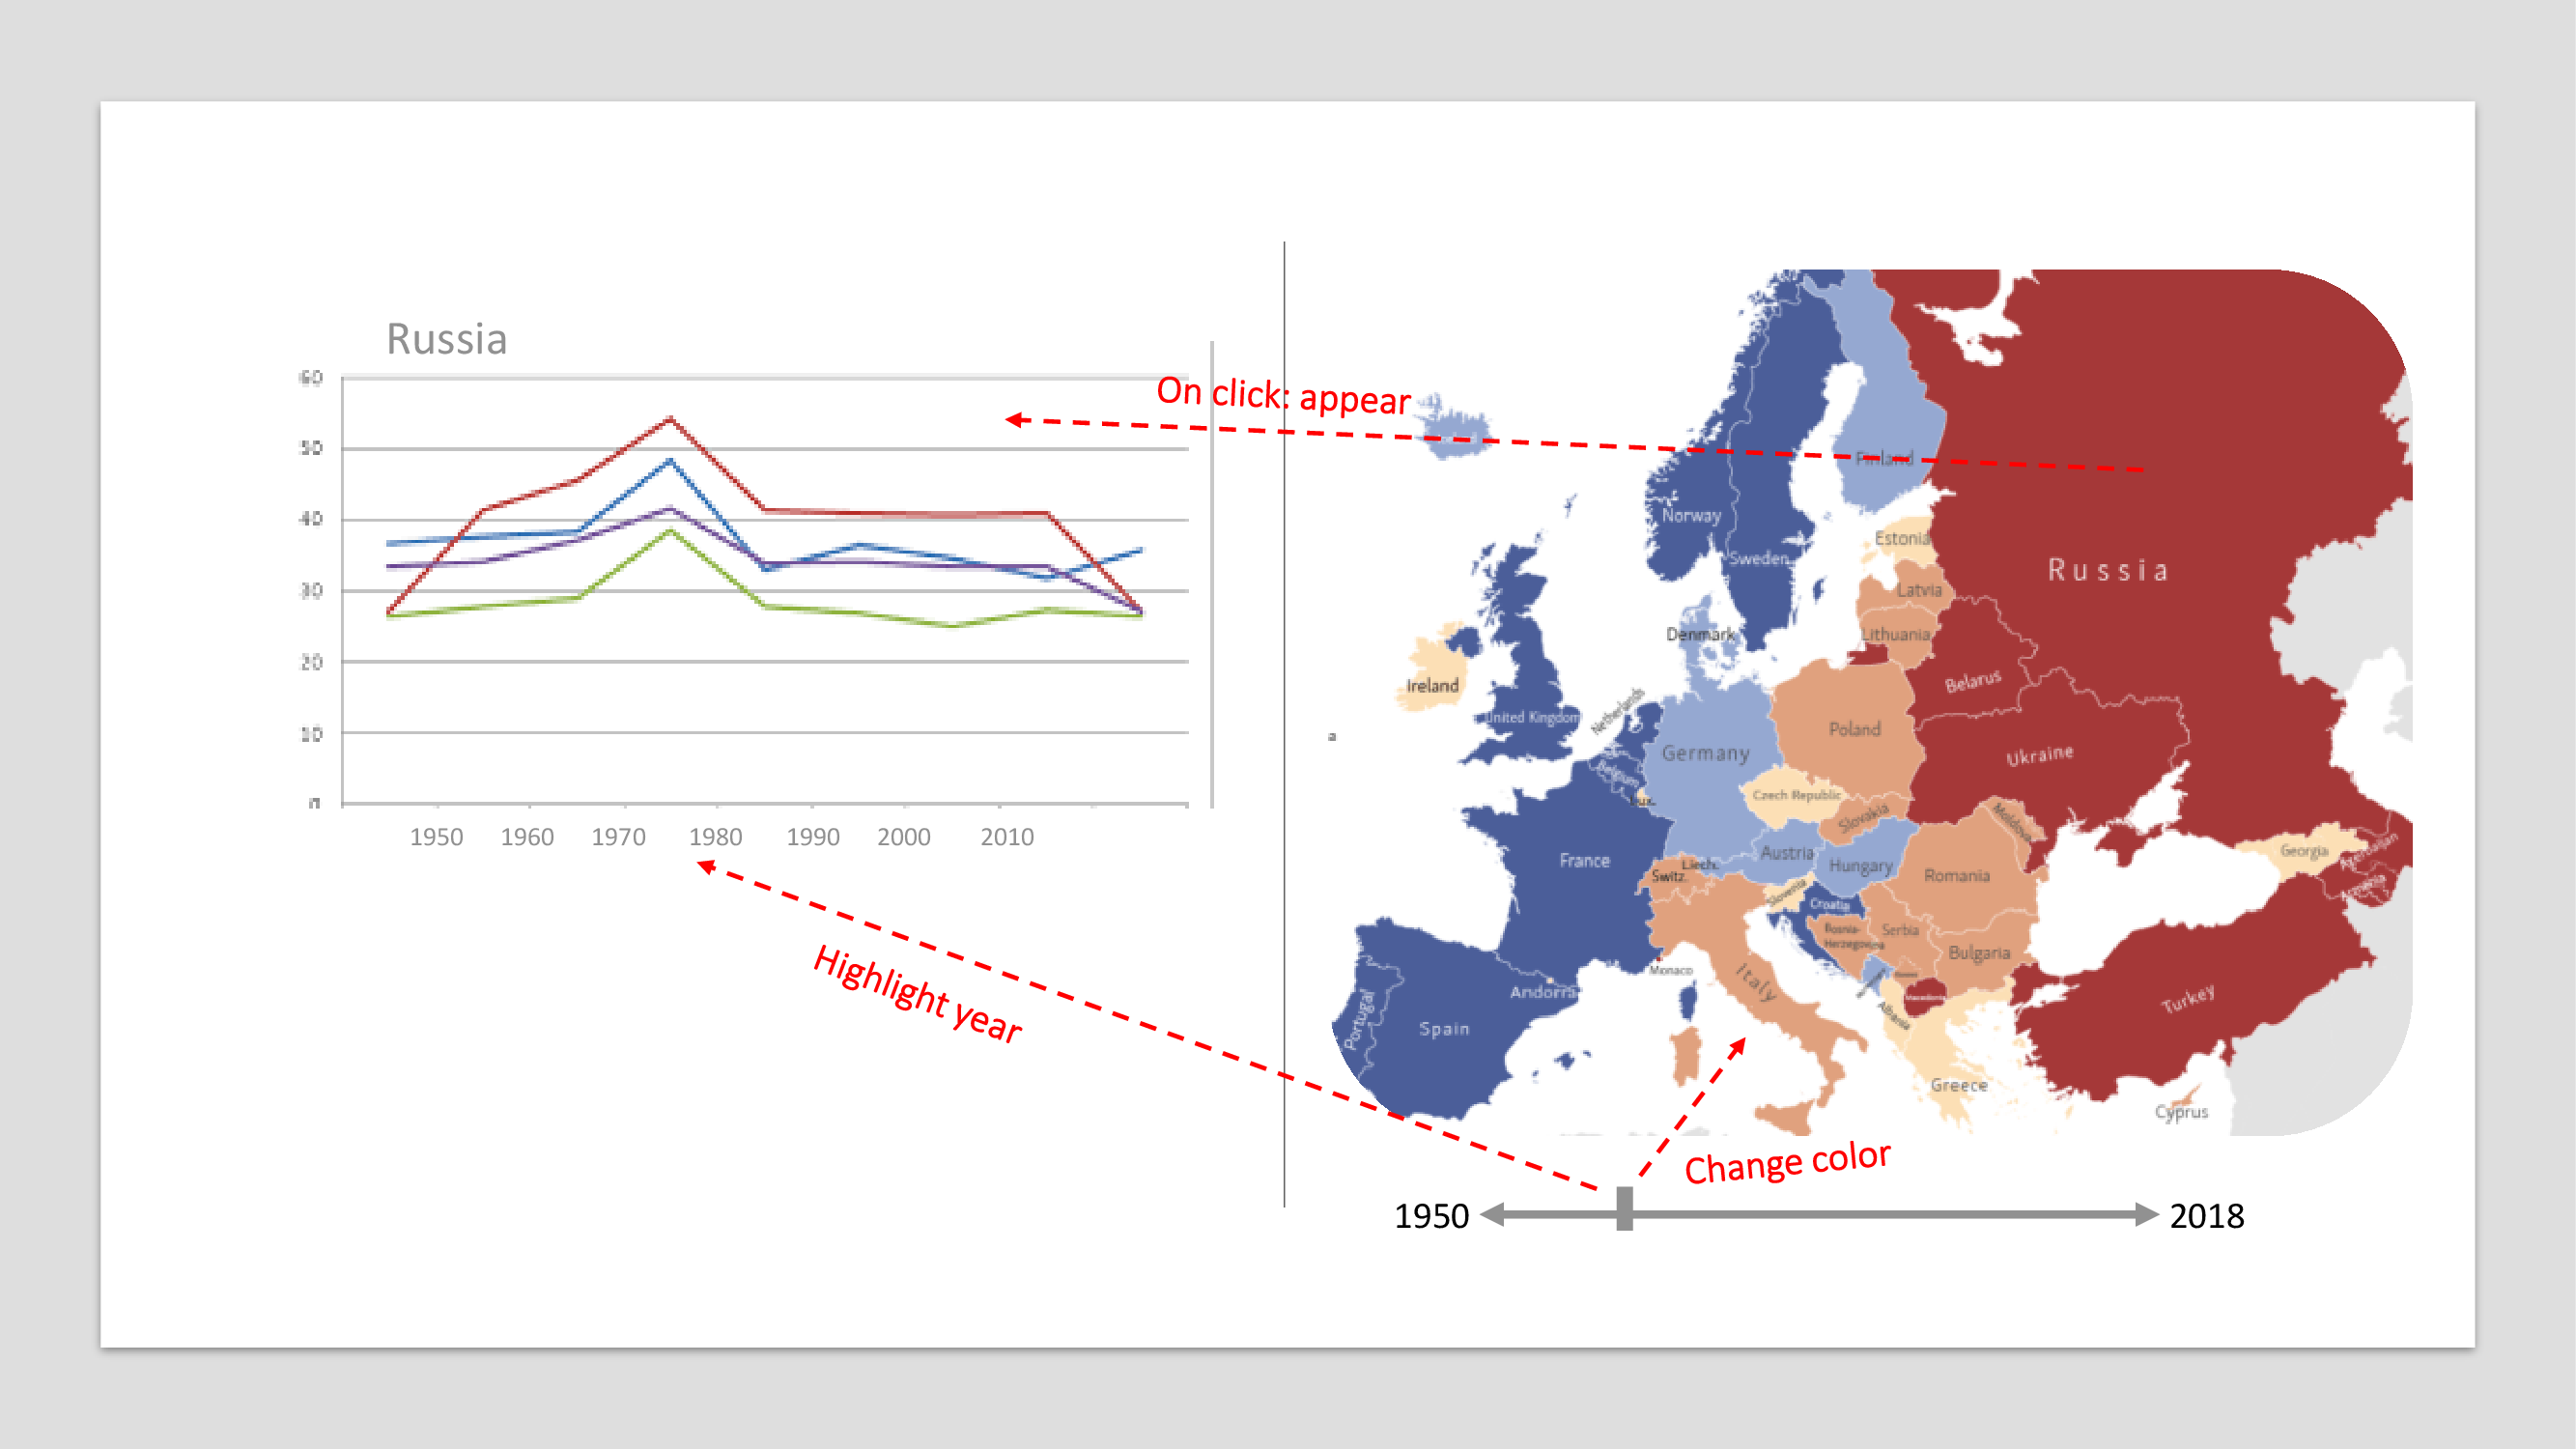 Russia
60
50
40
30
20
10
0
1950 1960 1970 1980 1990 2000 2010
On click: appear
Highlight year
Change color
1950
2018
Finland
Norway
Sweden
Estonia
Latvia
Lithuania
Russia
Denmark
Ireland
United Kingdom
Netherlands
Belgium
Lux.
Germany
Poland
Belarus
Ukraine
Czech Republic
Slovakia
Moldova
France
Liech.
Switz.
Austria
Hungary
Romania
Slovenia
Croatia
Bosnia-
Herzegovina
Serbia
Bulgaria
Georgia
Azerbaijan
Armenia
Monaco
Andorra
Italy
Portugal
Spain
Macedonia
Albania
Greece
Turkey
Cyprus
a